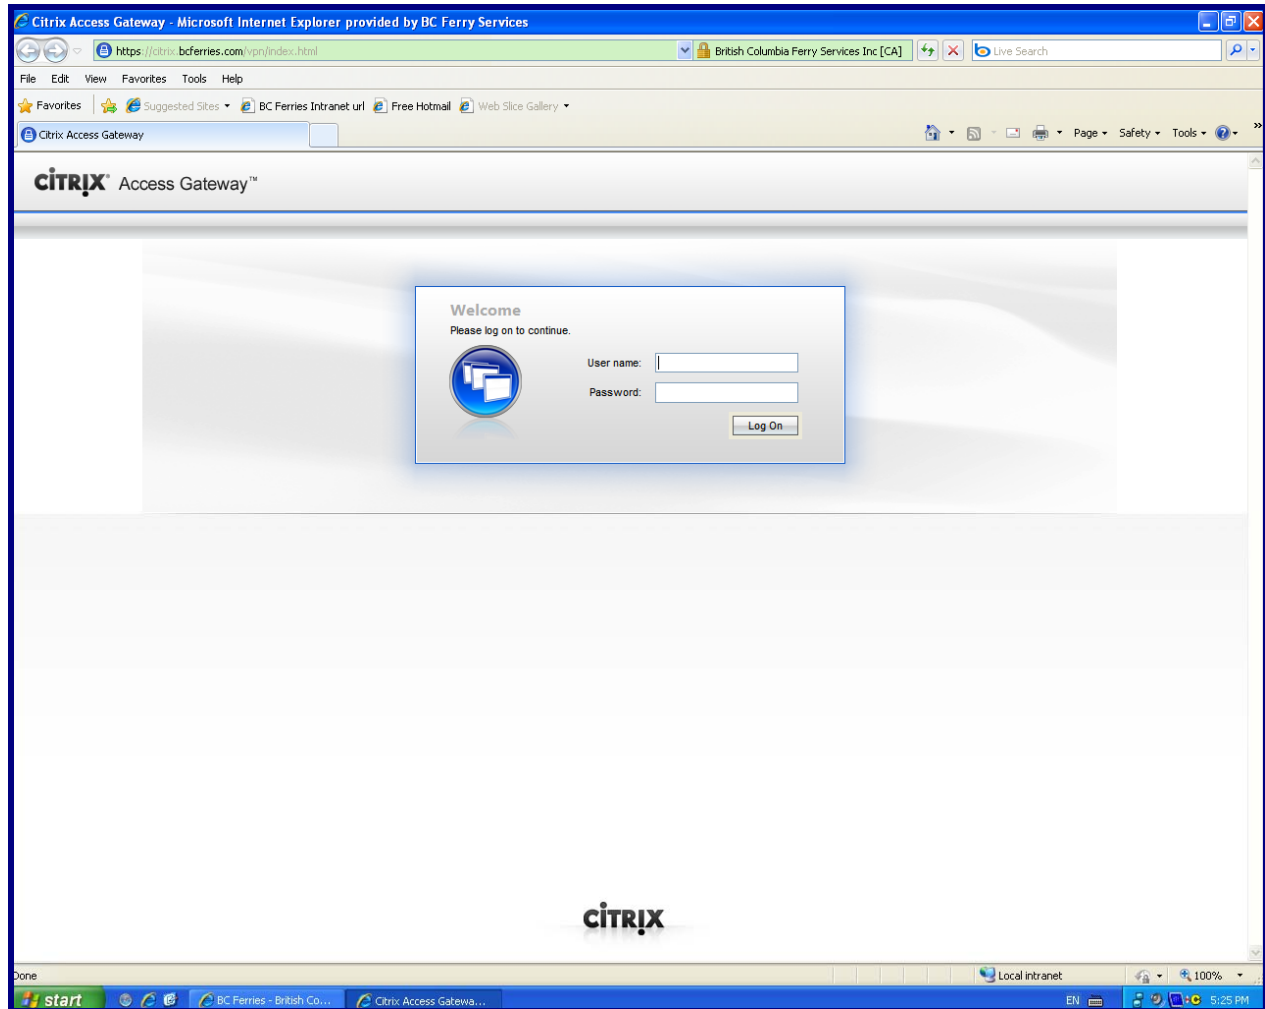 Citrix Access Gateway - Microsoft Internet Explorer provided by BC Ferry Services
https://citrix.bcferries.com/vpn/index.html British Columbia Ferry Services Inc [CA] Live Search
File Edit View Favorites Tools Help
Favorites Suggested Sites BC Ferries Intranet url Free Hotmail Web Slice Gallery
Citrix Access Gateway Page Safety Tools
CITRIX Access Gateway™
Welcome
Please log on to continue.
User name:
Password:
Log On
CITRIX
Done Local intranet 100%
start BC Ferries - British Co... Citrix Access Gatewa... EN 5:25 PM